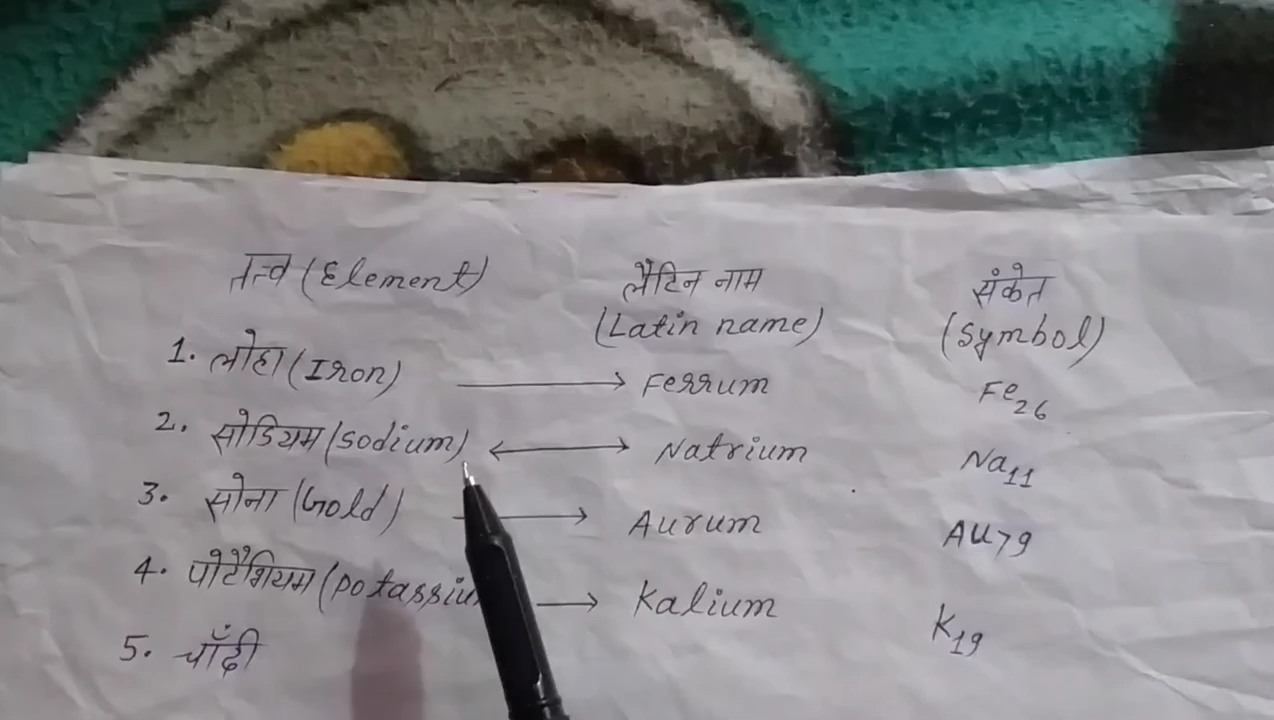 तत्व (Element) लैटिन नाम संकेत
(Latin name) (Symbol)
1. लोहा (Iron) → Ferrum Fe₂₆
2. सोडियम (Sodium) ↔ Natrium Na₁₁
3. सोना (Gold) → Aurum Au₇₉
4. पोटैशियम (Potassiu → Kalium K₁₉
5. चाँदी